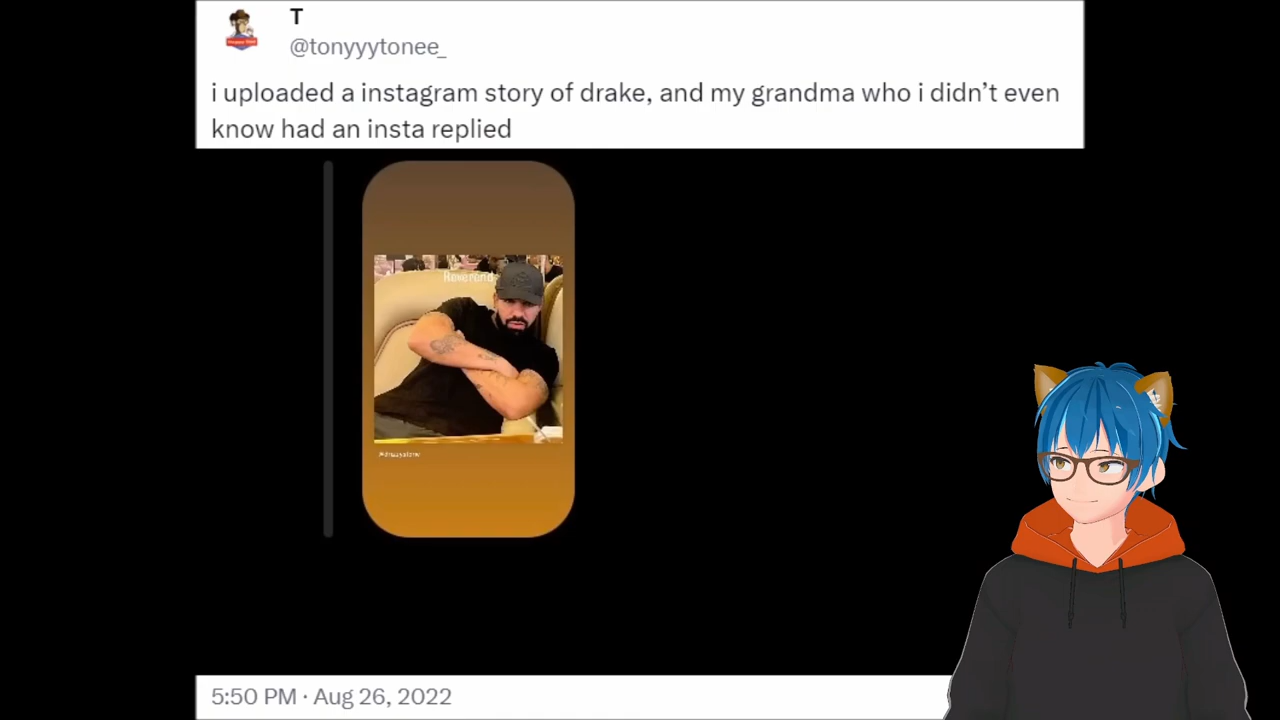 T
@tonyyytonee_
i uploaded a instagram story of drake, and my grandma who i didn’t even
know had an insta replied
Reverend
5:50 PM · Aug 26, 2022